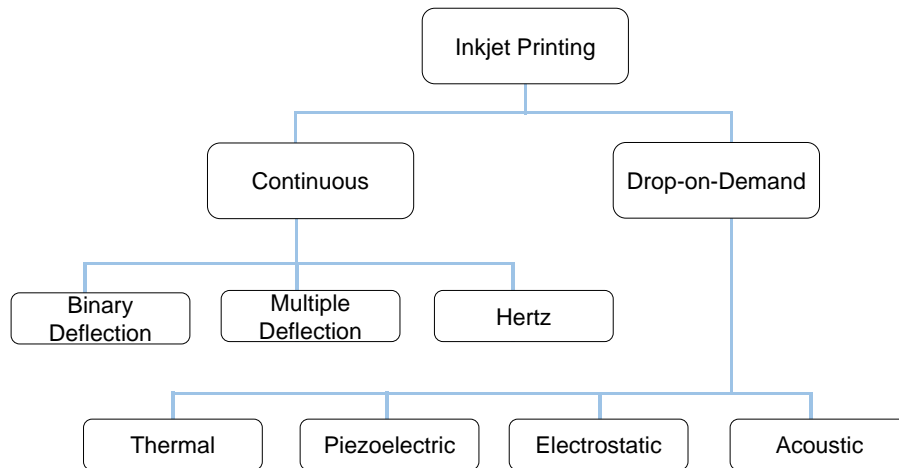 Inkjet Printing
Continuous
Drop-on-Demand
Binary
Deflection
Multiple
Deflection
Hertz
Thermal
Piezoelectric
Electrostatic
Acoustic